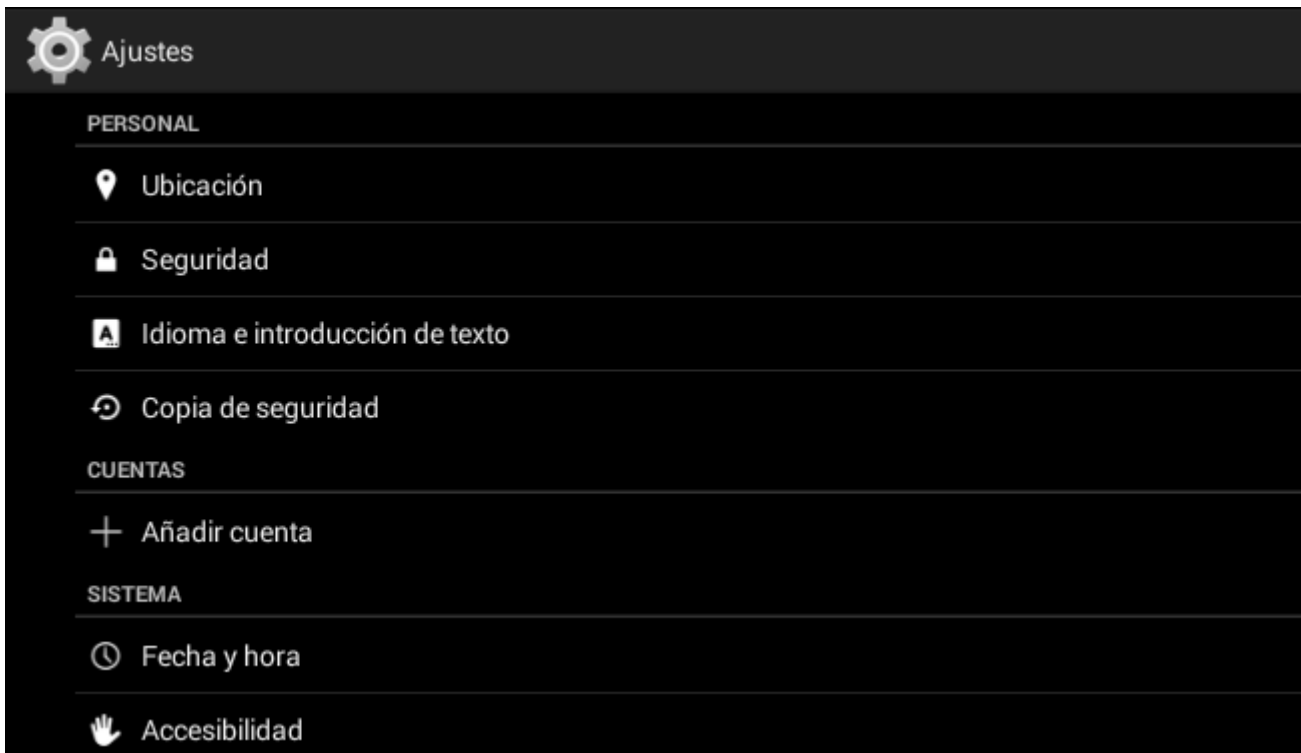 Ajustes
PERSONAL
Ubicación
Seguridad
Idioma e introducción de texto
Copia de seguridad
CUENTAS
Añadir cuenta
SISTEMA
Fecha y hora
Accesibilidad